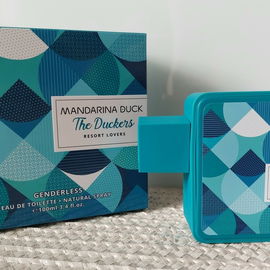 MANDARINA DUCK
The Duckers
RESORT LOVERS
GENDERLESS
EAU DE TOILETTE • NATURAL SPRAY
℮ 100ml 3.4 fl.oz.